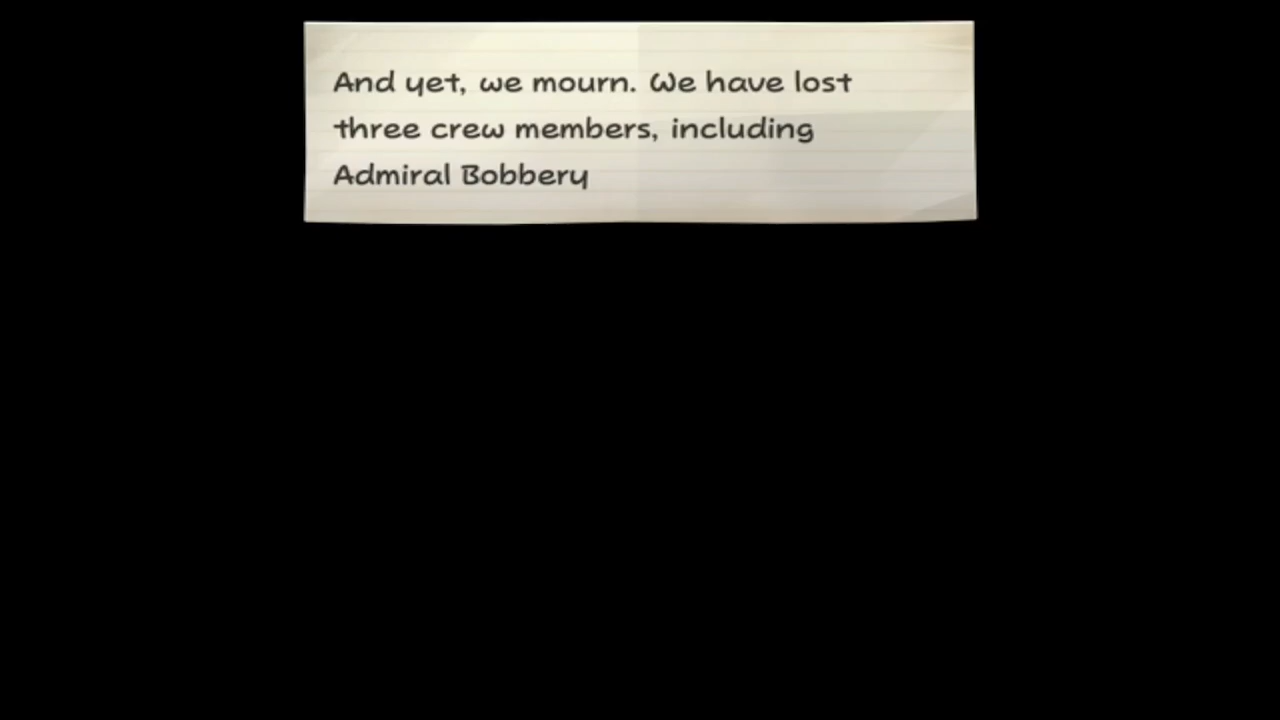 And yet, we mourn. We have lost
three crew members, including
Admiral Bobbery